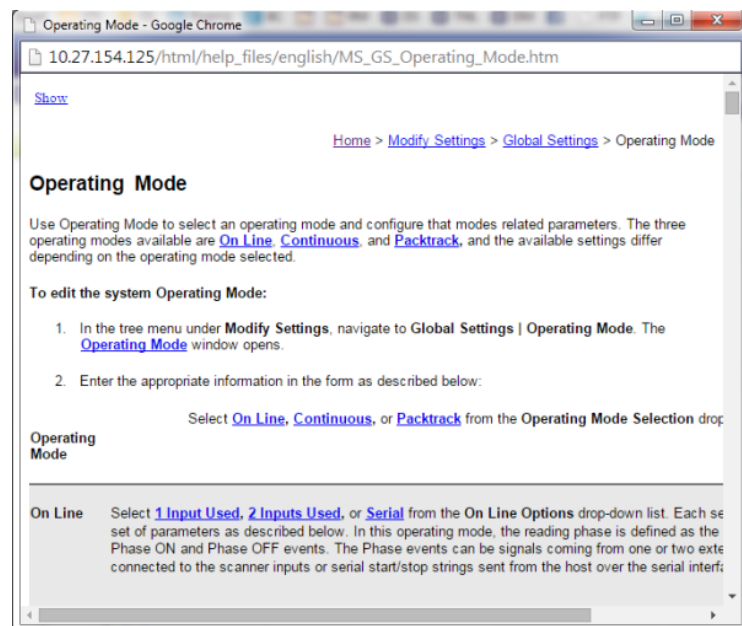 Operating Mode - Google Chrome
10.27.154.125/html/help_files/english/MS_GS_Operating_Mode.htm
Show
Home > Modify Settings > Global Settings > Operating Mode
Operating Mode
Use Operating Mode to select an operating mode and configure that modes related parameters. The three
operating modes available are On Line, Continuous, and Packtrack, and the available settings differ
depending on the operating mode selected.
To edit the system Operating Mode:
1. In the tree menu under Modify Settings, navigate to Global Settings | Operating Mode. The
Operating Mode window opens.
2. Enter the appropriate information in the form as described below:
Select On Line, Continuous, or Packtrack from the Operating Mode Selection drop
Operating
Mode
On Line Select 1 Input Used, 2 Inputs Used, or Serial from the On Line Options drop-down list. Each se
set of parameters as described below. In this operating mode, the reading phase is defined as the
Phase ON and Phase OFF events. The Phase events can be signals coming from one or two exte
connected to the scanner inputs or serial start/stop strings sent from the host over the serial interfa